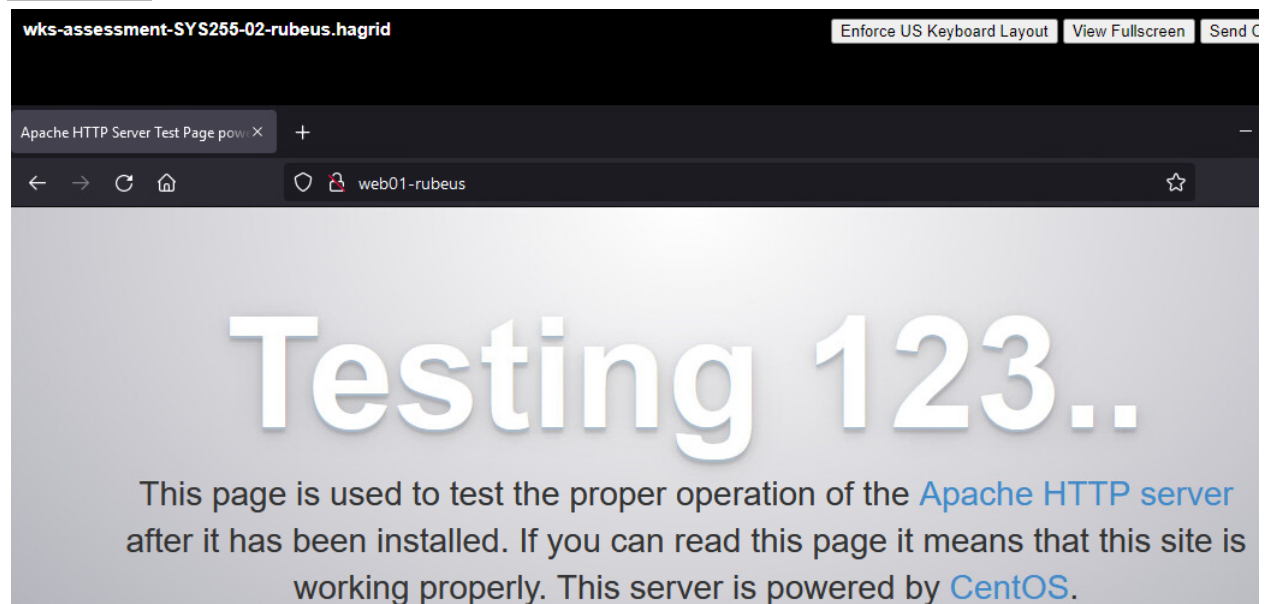 wks-assessment-SYS255-02-rubeus.hagrid
Enforce US Keyboard Layout View Fullscreen Send
Apache HTTP Server Test Page
web01-rubeus
Testing 123..
This page is used to test the proper operation of the Apache HTTP server
after it has been installed. If you can read this page it means that this site is
working properly. This server is powered by CentOS.